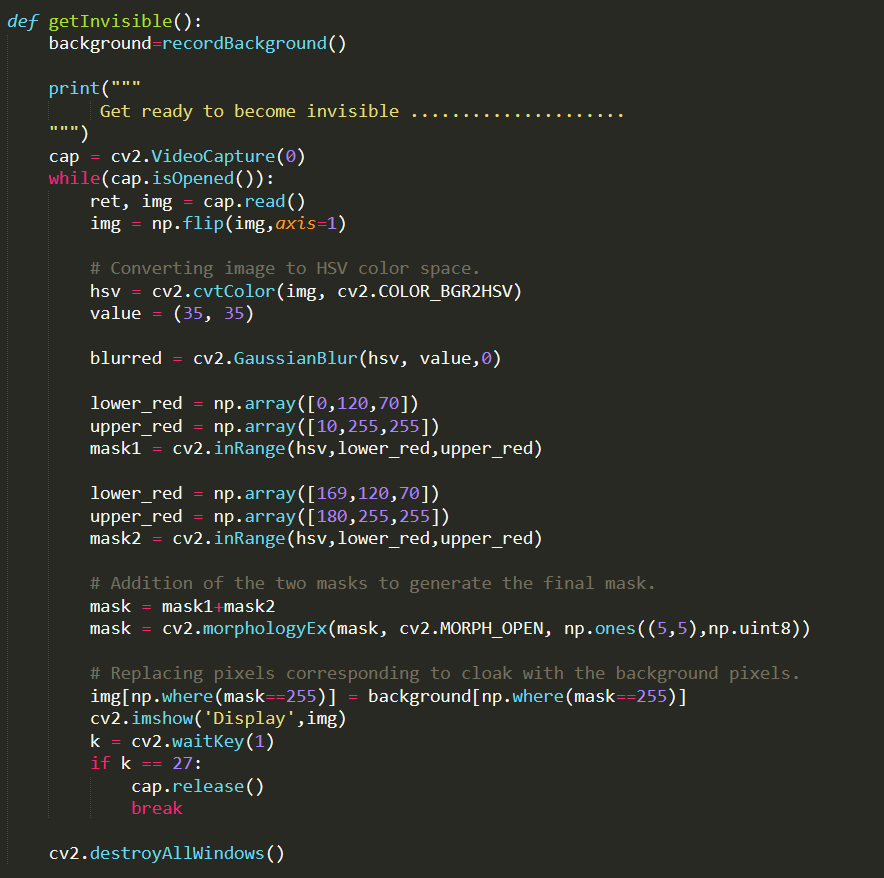 def getInvisible():
    background=recordBackground()

    print("""
         Get ready to become invisible .....................
    """)
    cap = cv2.VideoCapture(0)
    while(cap.isOpened()):
        ret, img = cap.read()
        img = np.flip(img,axis=1)

        # Converting image to HSV color space.
        hsv = cv2.cvtColor(img, cv2.COLOR_BGR2HSV)
        value = (35, 35)

        blurred = cv2.GaussianBlur(hsv, value,0)

        lower_red = np.array([0,120,70])
        upper_red = np.array([10,255,255])
        mask1 = cv2.inRange(hsv,lower_red,upper_red)

        lower_red = np.array([169,120,70])
        upper_red = np.array([180,255,255])
        mask2 = cv2.inRange(hsv,lower_red,upper_red)

        # Addition of the two masks to generate the final mask.
        mask = mask1+mask2
        mask = cv2.morphologyEx(mask, cv2.MORPH_OPEN, np.ones((5,5),np.uint8))

        # Replacing pixels corresponding to cloak with the background pixels.
        img[np.where(mask==255)] = background[np.where(mask==255)]
        cv2.imshow('Display',img)
        k = cv2.waitKey(1)
        if k == 27:
            cap.release()
            break

    cv2.destroyAllWindows()